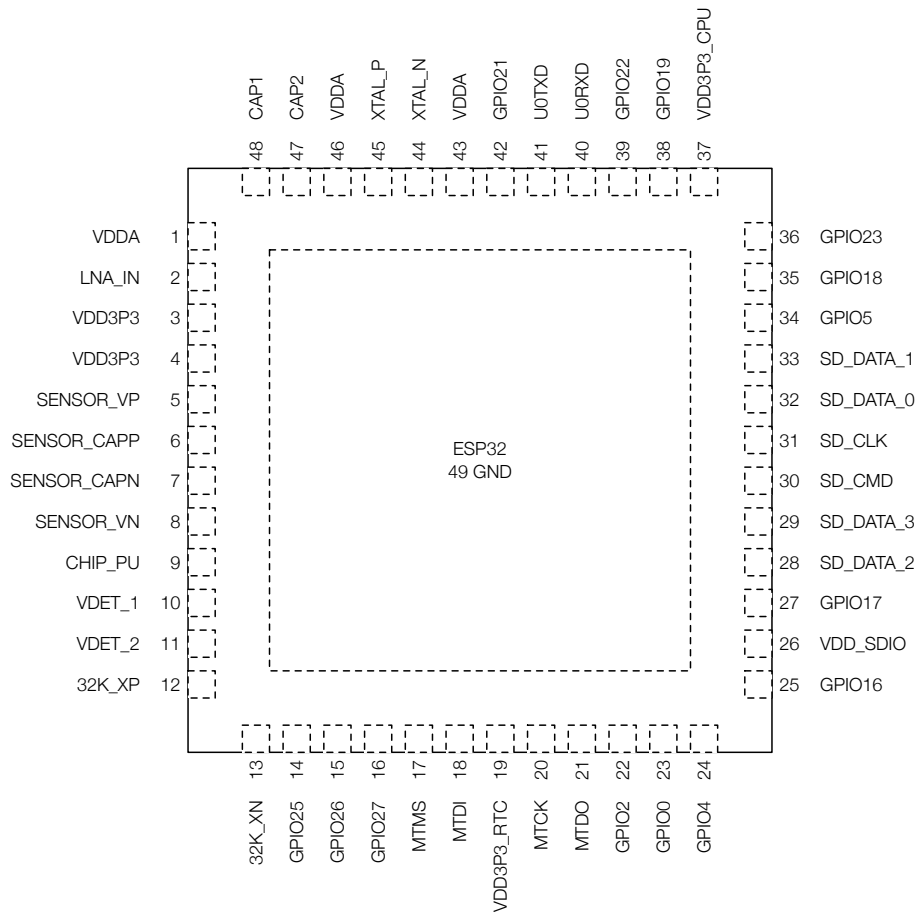 CAP1
CAP2
VDDA
XTAL_P
XTAL_N
VDDA
GPIO21
U0TXD
U0RXD
GPIO22
GPIO19
VDD3P3_CPU
48
47
46
45
44
43
42
41
40
39
38
37
VDDA 1
LNA_IN 2
VDD3P3 3
VDD3P3 4
SENSOR_VP 5
SENSOR_CAPP 6
SENSOR_CAPN 7
SENSOR_VN 8
CHIP_PU 9
VDET_1 10
VDET_2 11
32K_XP 12
ESP32
49 GND
36 GPIO23
35 GPIO18
34 GPIO5
33 SD_DATA_1
32 SD_DATA_0
31 SD_CLK
30 SD_CMD
29 SD_DATA_3
28 SD_DATA_2
27 GPIO17
26 VDD_SDIO
25 GPIO16
13
14
15
16
17
18
19
20
21
22
23
24
32K_XN
GPIO25
GPIO26
GPIO27
MTMS
MTDI
VDD3P3_RTC
MTCK
MTDO
GPIO2
GPIO0
GPIO4